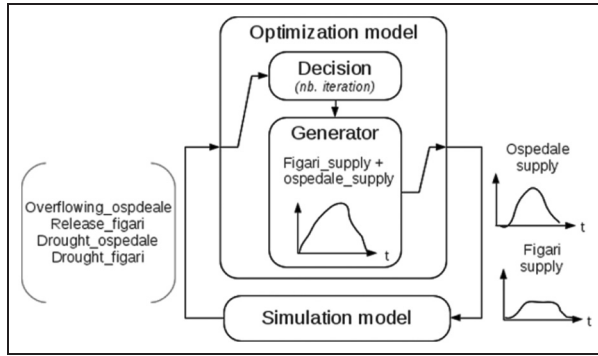 Optimization model
Decision
(nb. iteration)
Generator
Figari_supply +
ospedale_supply
t
Overflowing_ospdeale
Release_figari
Drought_ospedale
Drought_figari
Ospedale
supply
t
Figari
supply
t
Simulation model